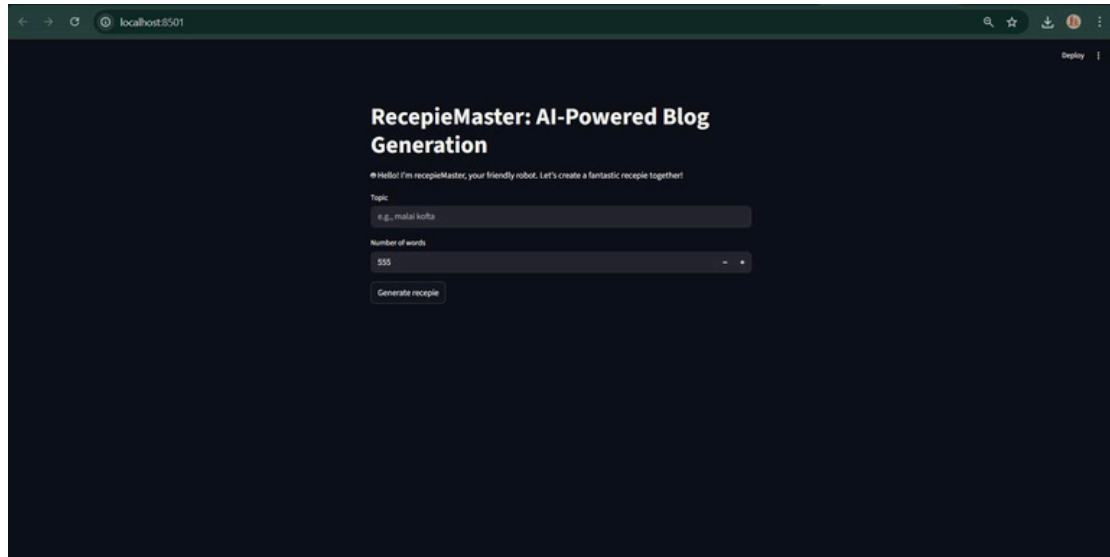 localhost:8501
Deploy
RecepieMaster: AI-Powered Blog
Generation
Hello! I'm recepieMaster, your friendly robot. Let's create a fantastic recepie together!
Topic
e.g., malai kofta
Number of words
555
Generate recepie